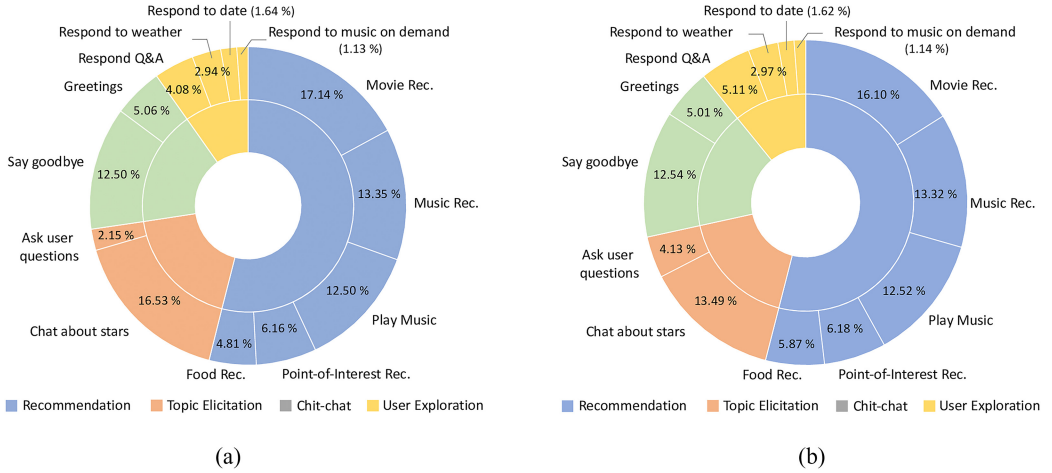 Respond to date (1.64 %)
Respond to weather
Respond to music on demand
(1.13 %)
Respond Q&A
2.94 %
4.08 %
Greetings
5.06 %
17.14 %
Movie Rec.
Say goodbye
12.50 %
13.35 %
Music Rec.
Ask user
questions
2.15 %
16.53 %
12.50 %
Chat about stars
Play Music
6.16 %
4.81 %
Food Rec.
Point-of-Interest Rec.
Recommendation
Topic Elicitation
Chit-chat
User Exploration
(a)
Respond to date (1.62 %)
Respond to weather
Respond to music on demand
(1.14 %)
Respond Q&A
2.97 %
5.11 %
Greetings
5.01 %
16.10 %
Movie Rec.
Say goodbye
12.54 %
13.32 %
Music Rec.
Ask user
questions
4.13 %
13.49 %
12.52 %
Chat about stars
Play Music
6.18 %
5.87 %
Food Rec.
Point-of-Interest Rec.
Recommendation
Topic Elicitation
Chit-chat
User Exploration
(b)